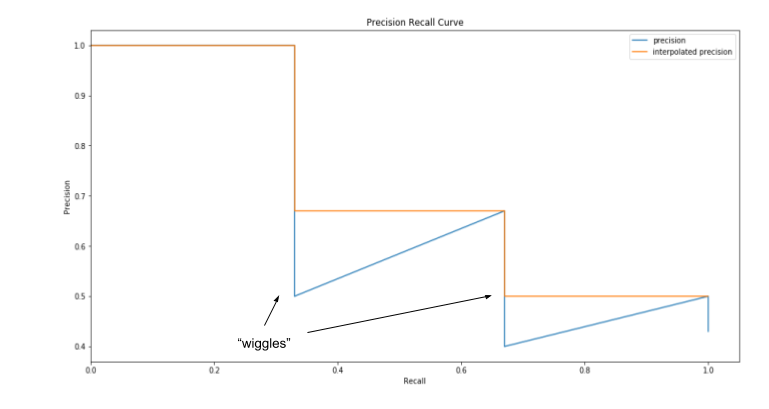 Precision Recall Curve
precision
interpolated precision
1.0
0.9
0.8
0.7
0.6
0.5
0.4
Precision
"wiggles"
0.0 0.2 0.4 0.6 0.8 1.0
Recall